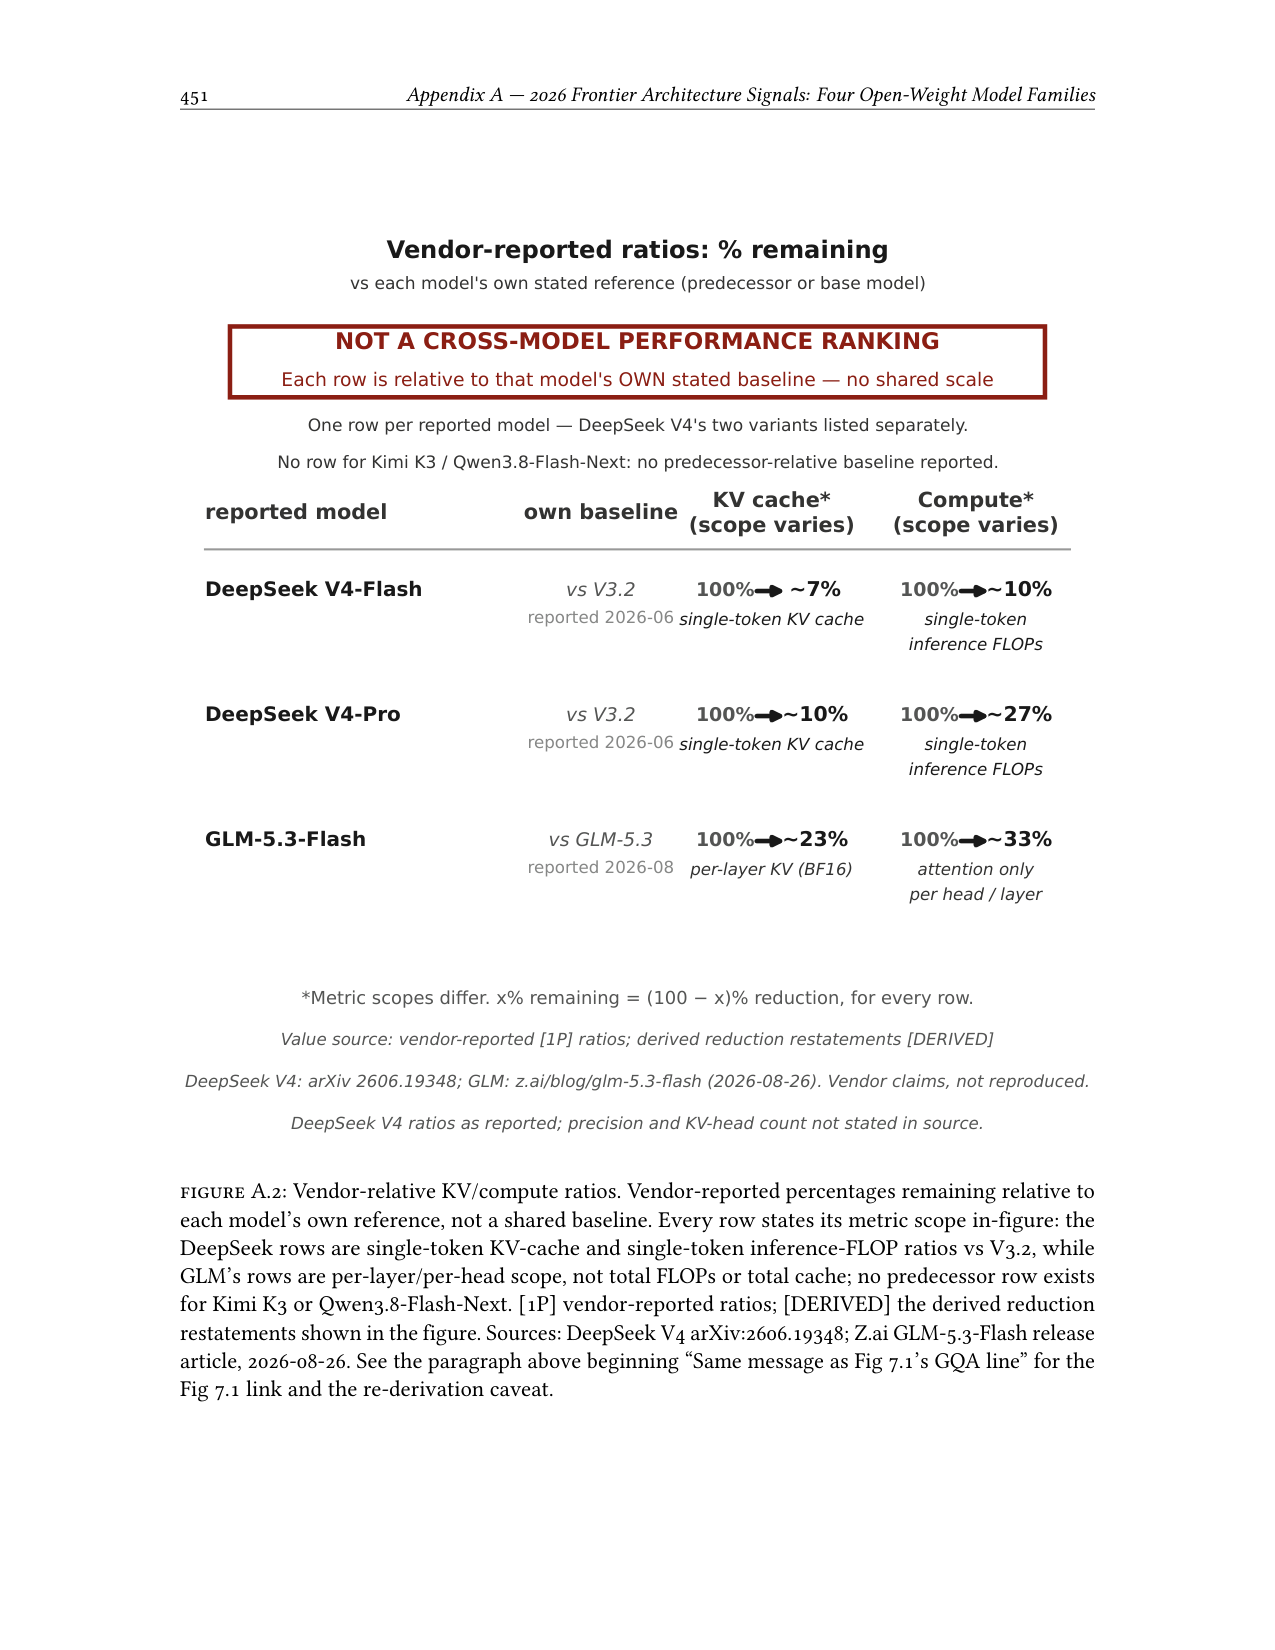 451 Appendix A — 2026 Frontier Architecture Signals: Four Open-Weight Model Families
Vendor-reported ratios: % remaining
vs each model's own stated reference (predecessor or base model)
NOT A CROSS-MODEL PERFORMANCE RANKING
Each row is relative to that model's OWN stated baseline — no shared scale
One row per reported model — DeepSeek V4's two variants listed separately.
No row for Kimi K3 / Qwen3.8-Flash-Next: no predecessor-relative baseline reported.
reported model own baseline KV cache* (scope varies) Compute* (scope varies)
DeepSeek V4-Flash vs V3.2 100% ~7% 100% ~10%
reported 2026-06 single-token KV cache single-token
inference FLOPs
DeepSeek V4-Pro vs V3.2 100% ~10% 100% ~27%
reported 2026-06 single-token KV cache single-token
inference FLOPs
GLM-5.3-Flash vs GLM-5.3 100% ~23% 100% ~33%
reported 2026-08 per-layer KV (BF16) attention only
per head / layer
*Metric scopes differ. x% remaining = (100 − x)% reduction, for every row.
Value source: vendor-reported [1P] ratios; derived reduction restatements [DERIVED]
DeepSeek V4: arXiv 2606.19348; GLM: z.ai/blog/glm-5.3-flash (2026-08-26). Vendor claims, not reproduced.
DeepSeek V4 ratios as reported; precision and KV-head count not stated in source.
FIGURE A.2: Vendor-relative KV/compute ratios. Vendor-reported percentages remaining relative to
each model’s own reference, not a shared baseline. Every row states its metric scope in-figure: the
DeepSeek rows are single-token KV-cache and single-token inference-FLOP ratios vs V3.2, while
GLM’s rows are per-layer/per-head scope, not total FLOPs or total cache; no predecessor row exists
for Kimi K3 or Qwen3.8-Flash-Next. [1P] vendor-reported ratios; [DERIVED] the derived reduction
restatements shown in the figure. Sources: DeepSeek V4 arXiv:2606.19348; Z.ai GLM-5.3-Flash release
article, 2026-08-26. See the paragraph above beginning “Same message as Fig 7.1’s GQA line” for the
Fig 7.1 link and the re-derivation caveat.